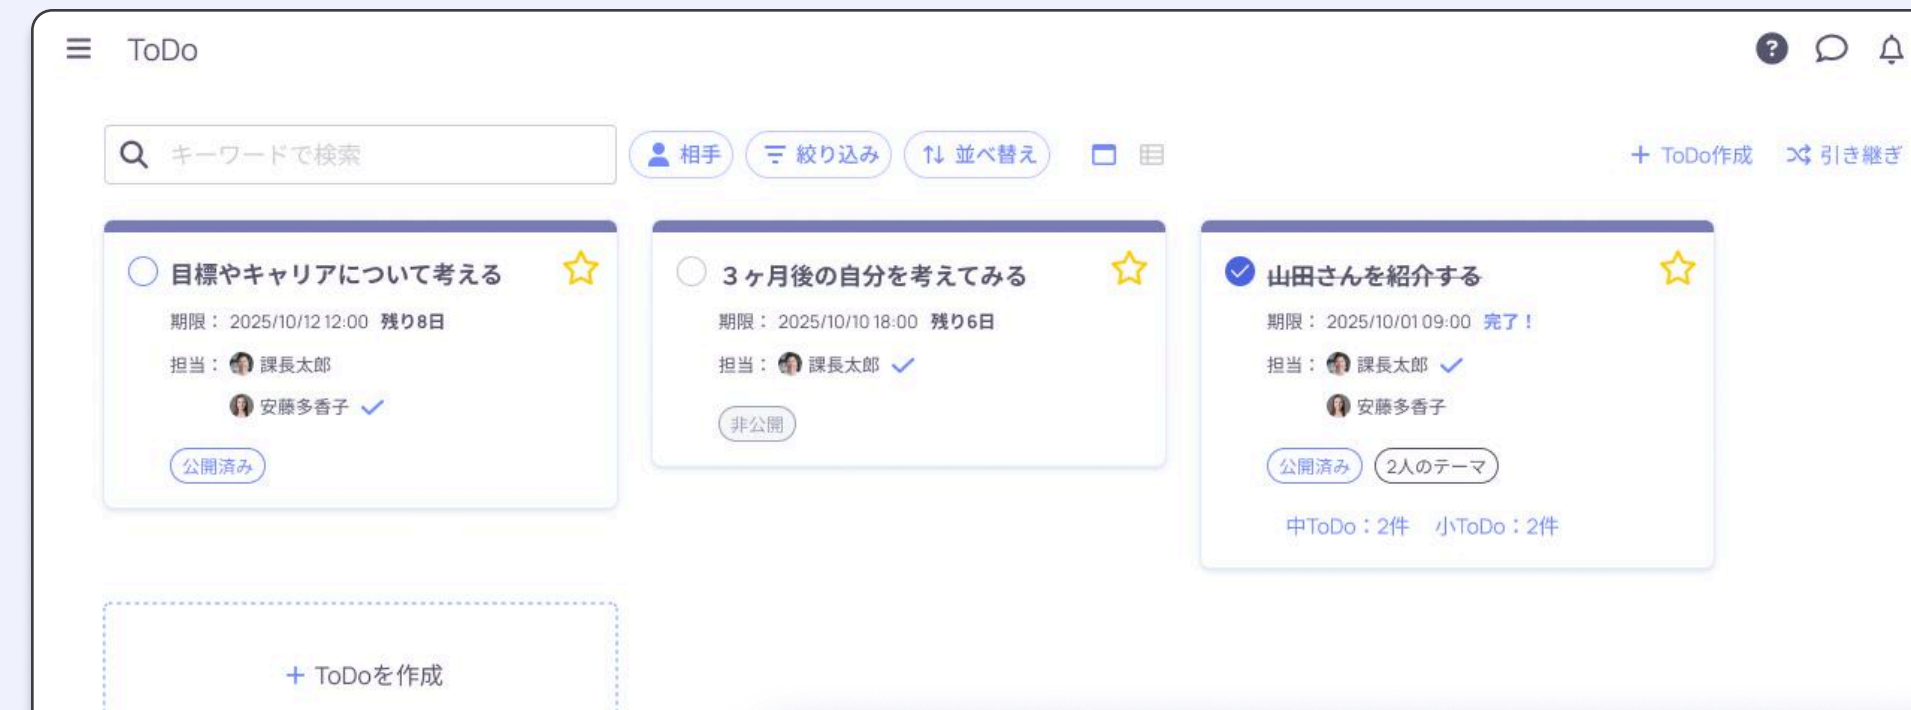 ToDo
キーワードで検索
相手 絞り込み 並べ替え
ToDo作成 引き継ぎ
目標やキャリアについて考える
期限： 2025/10/12 12:00 残り8日
担当： 課長太郎
安藤多香子
公開済み
３ヶ月後の自分を考えてみる
期限： 2025/10/10 18:00 残り6日
担当： 課長太郎
非公開
山田さんを紹介する
期限： 2025/10/01 09:00 完了！
担当： 課長太郎
安藤多香子
公開済み 2人のテーマ
中ToDo：2件 小ToDo：2件
+ ToDoを作成